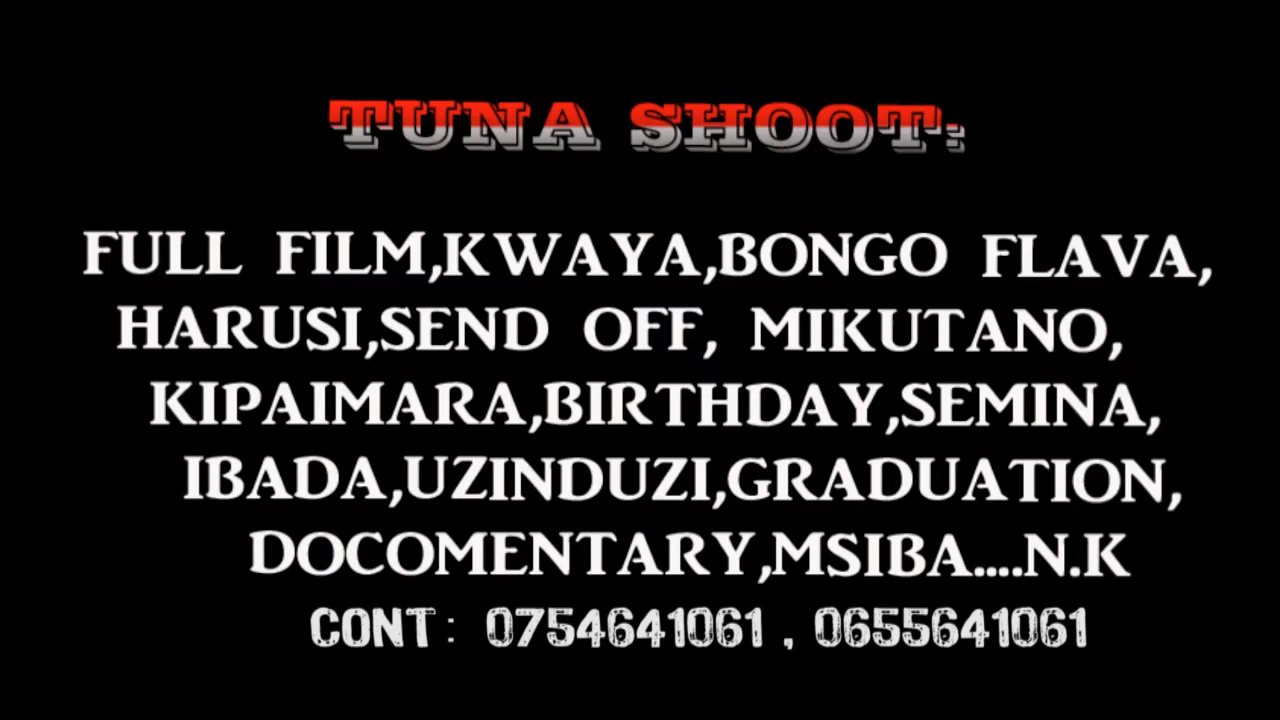 TUNA SHOOT:
FULL FILM,KWAYA,BONGO FLAVA,
HARUSI,SEND OFF, MIKUTANO,
KIPAIMARA,BIRTHDAY,SEMINA,
IBADA,UZINDUZI,GRADUATION,
DOCOMENTARY,MSIBA....N.K
CONT: 0754641061 , 0655641061